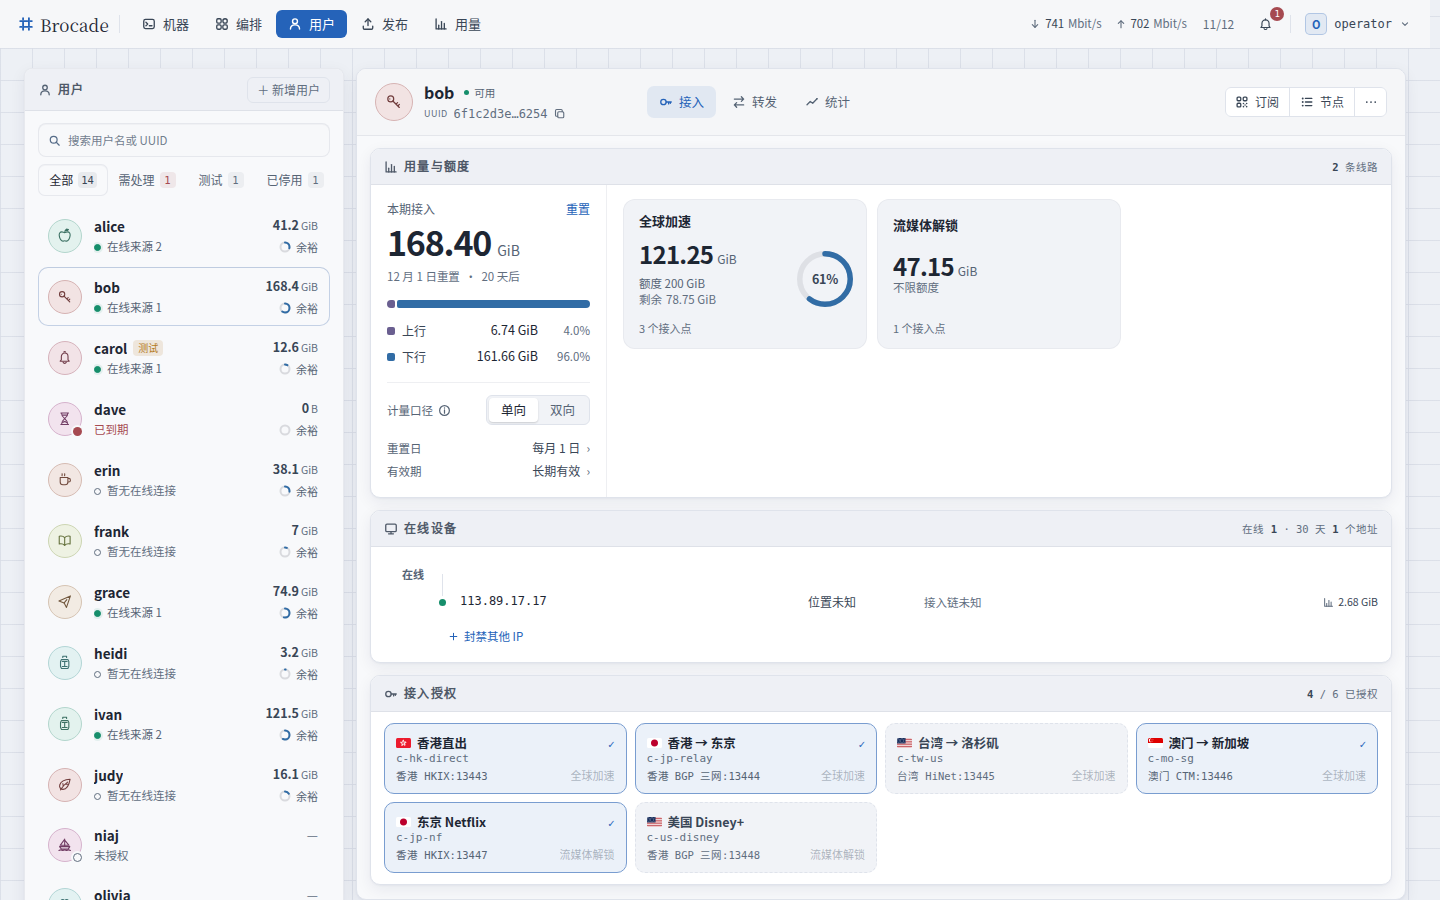 Brocade
机器
编排
用户
发布
用量
741 Mbit/s
702 Mbit/s
11/12
1
O
operator
用户
新增用户
搜索用户名或 UUID
全部 14
需处理 1
测试 1
已停用 1
alice
41.2 GiB
在线来源 2
余裕
bob
168.4 GiB
在线来源 1
余裕
carol 测试
12.6 GiB
在线来源 1
余裕
dave
0 B
已到期
余裕
erin
38.1 GiB
暂无在线连接
余裕
frank
7 GiB
暂无在线连接
余裕
grace
74.9 GiB
在线来源 1
余裕
heidi
3.2 GiB
暂无在线连接
余裕
ivan
121.5 GiB
在线来源 2
余裕
judy
16.1 GiB
暂无在线连接
余裕
niaj
—
未授权
olivia
—
bob
可用
UUID 6f1c2d3e…6254
接入
转发
统计
订阅
节点
···
用量与额度
2 条线路
本期接入
重置
168.40 GiB
12 月 1 日重置 · 20 天后
上行 6.74 GiB 4.0%
下行 161.66 GiB 96.0%
计量口径
单向
双向
重置日
每月 1 日 ›
有效期
长期有效 ›
全球加速
121.25 GiB
额度 200 GiB
剩余 78.75 GiB
61%
3 个接入点
流媒体解锁
47.15 GiB
不限额度
1 个接入点
在线设备
在线 1 · 30 天 1 个地址
在线
113.89.17.17
位置未知
接入链未知
2.68 GiB
+ 封禁其他 IP
接入授权
4 / 6 已授权
香港直出 ✓
c-hk-direct
香港 HKIX:13443
全球加速
香港 → 东京 ✓
c-jp-relay
香港 BGP 三网:13444
全球加速
台湾 → 洛杉矶
c-tw-us
台湾 HiNet:13445
全球加速
澳门 → 新加坡 ✓
c-mo-sg
澳门 CTM:13446
全球加速
东京 Netflix ✓
c-jp-nf
香港 HKIX:13447
流媒体解锁
美国 Disney+
c-us-disney
香港 BGP 三网:13448
流媒体解锁